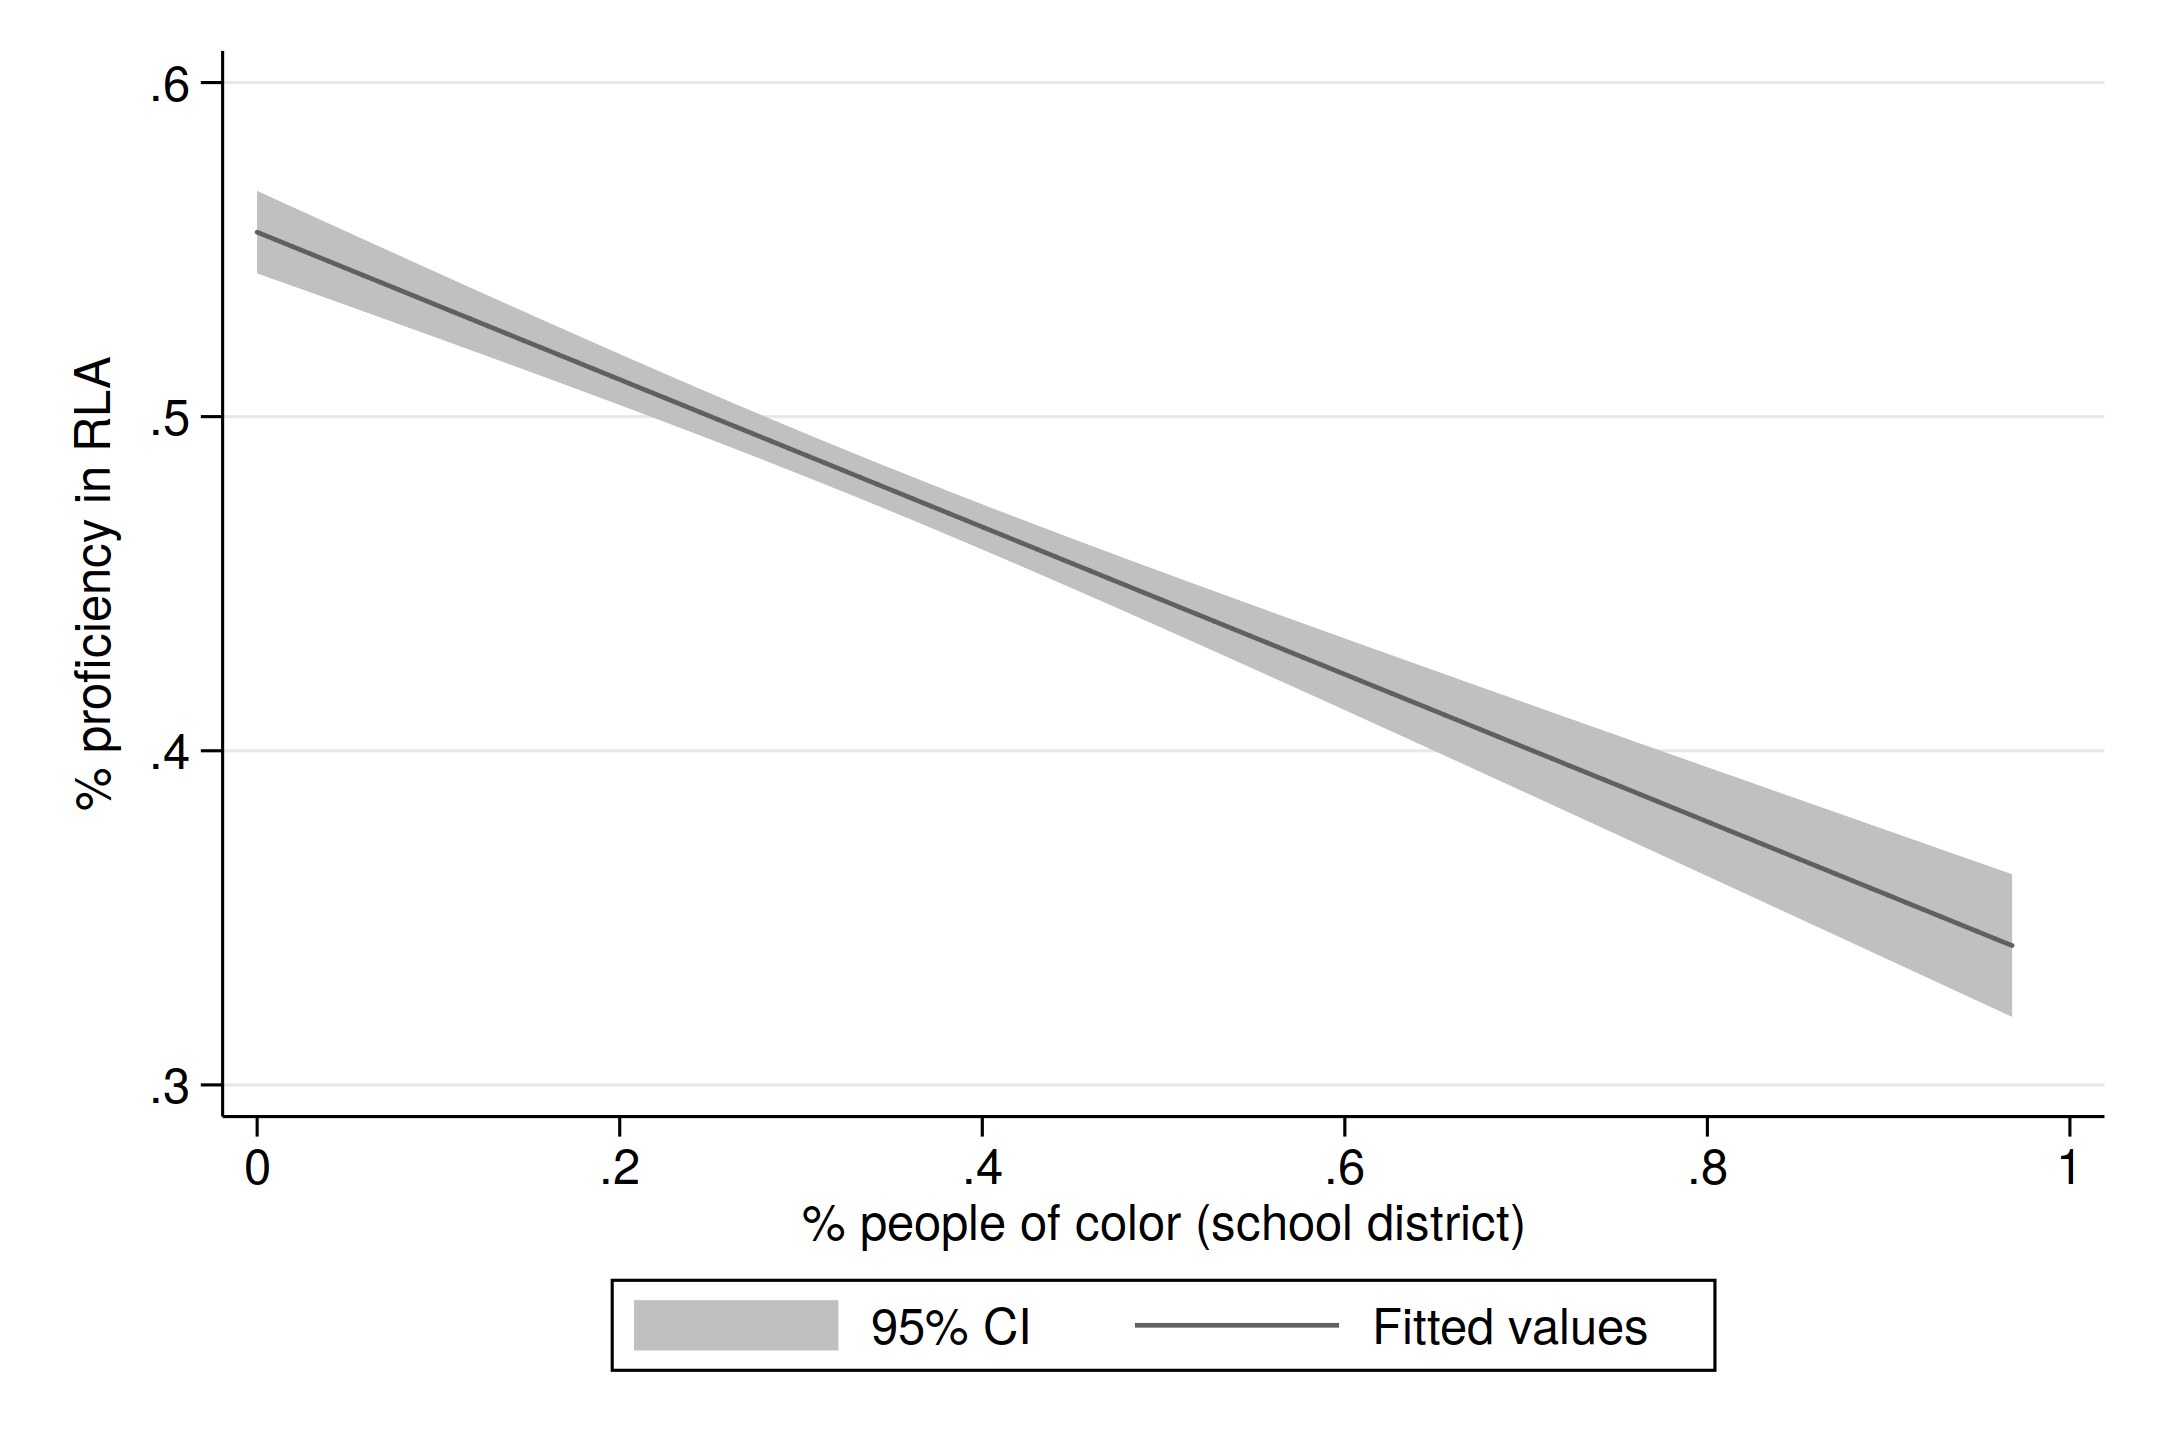 .6
.5
.4
.3
% proficiency in RLA
0 .2 .4 .6 .8 1
% people of color (school district)
95% CI Fitted values